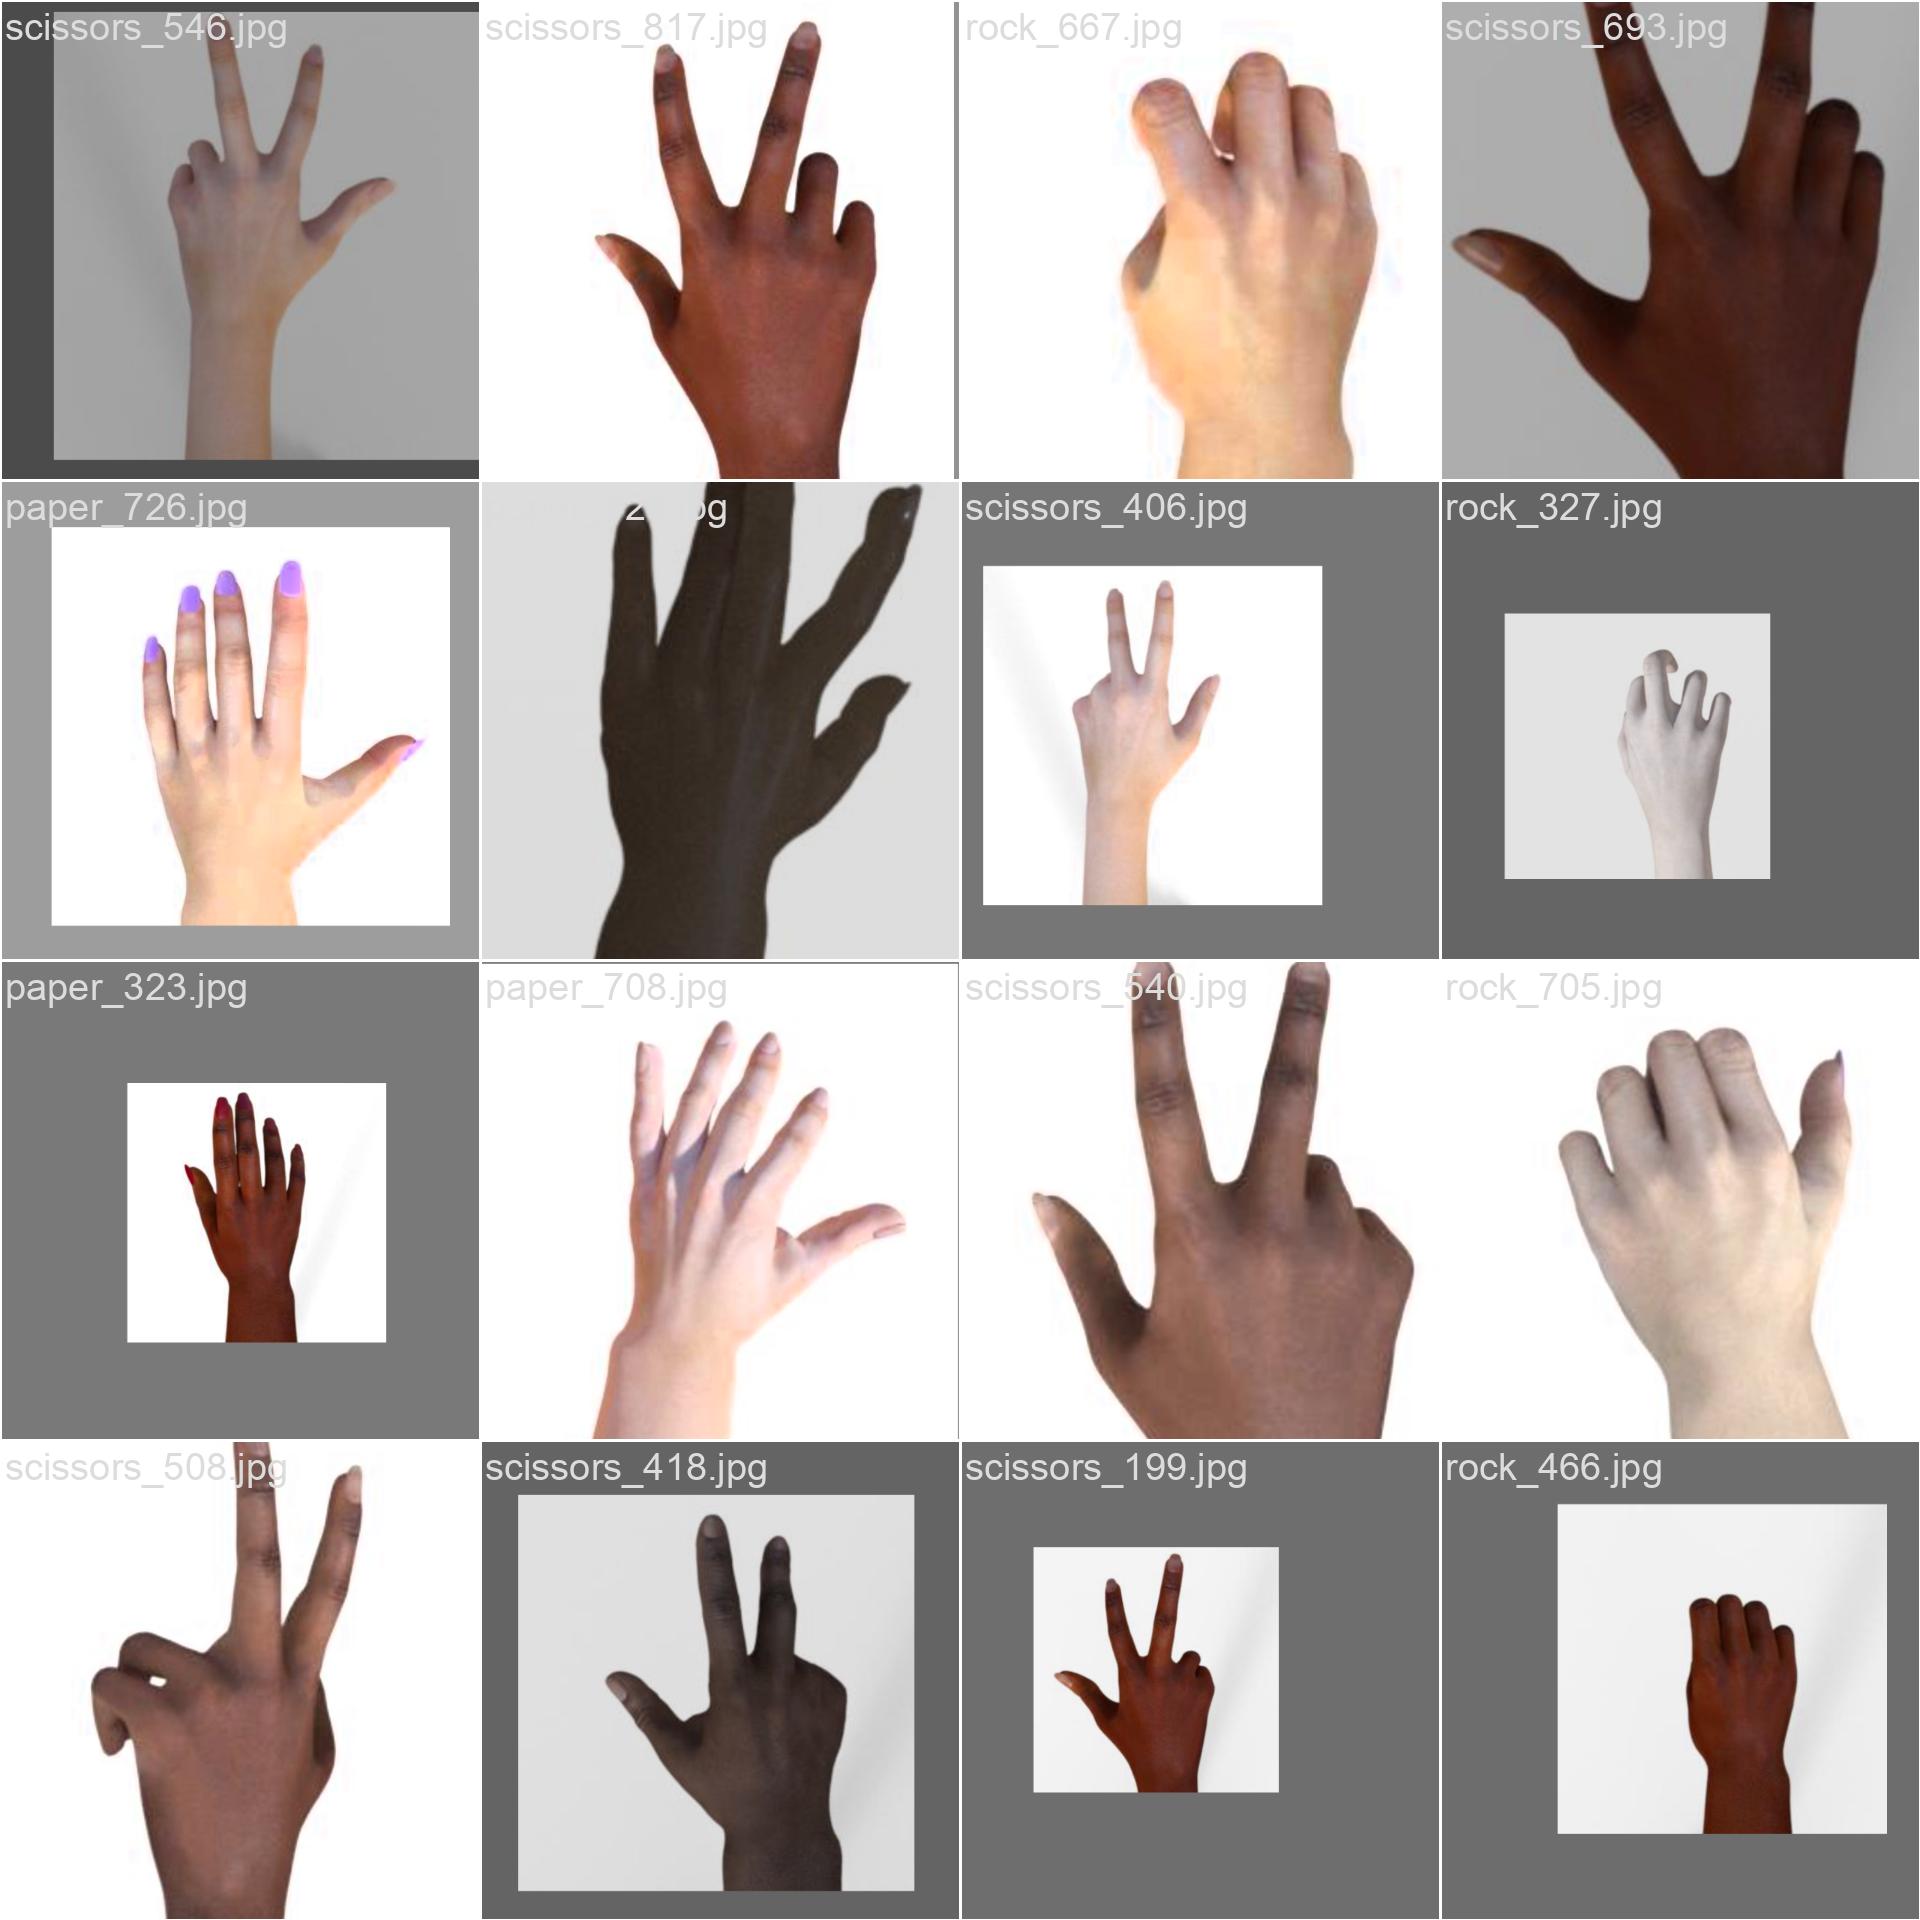 scissors_546.jpg
scissors_817.jpg
rock_667.jpg
scissors_693.jpg
paper_726.jpg
scissors_406.jpg
rock_327.jpg
paper_323.jpg
paper_708.jpg
scissors_540.jpg
rock_705.jpg
scissors_508.jpg
scissors_418.jpg
scissors_199.jpg
rock_466.jpg